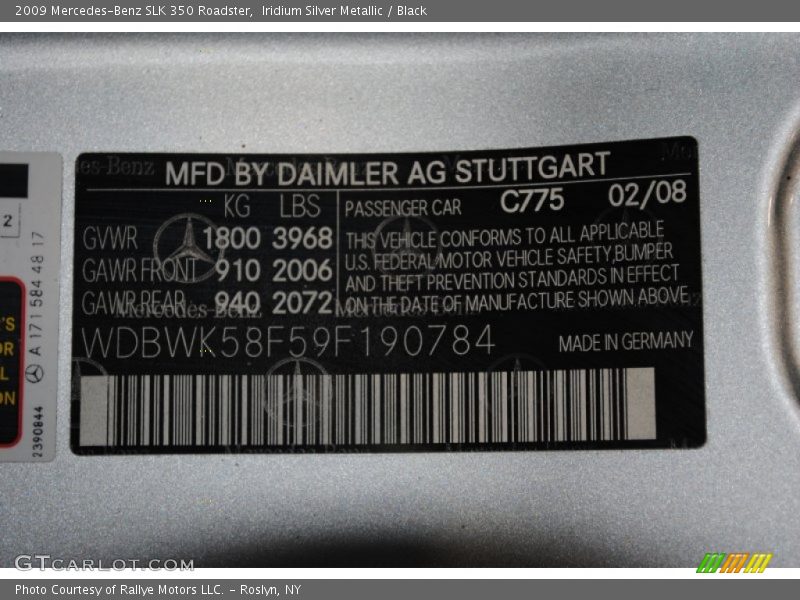 2009 Mercedes-Benz SLK 350 Roadster,  Iridium Silver Metallic / Black
MFD BY DAIMLER AG STUTTGART
KG LBS
GVWR 1800 3968
GAWR FRONT 910 2006
GAWR REAR 940 2072
PASSENGER CAR C775 02/08
THIS VEHICLE CONFORMS TO ALL APPLICABLE
U.S. FEDERAL MOTOR VEHICLE SAFETY,BUMPER
AND THEFT PREVENTION STANDARDS IN EFFECT
ON THE DATE OF MANUFACTURE SHOWN ABOVE.
WDBWK58F59F190784 MADE IN GERMANY
2
A 171 584 48 17
2390844
GTCARLOT.COM
Photo Courtesy of Rallye Motors LLC. - Roslyn, NY